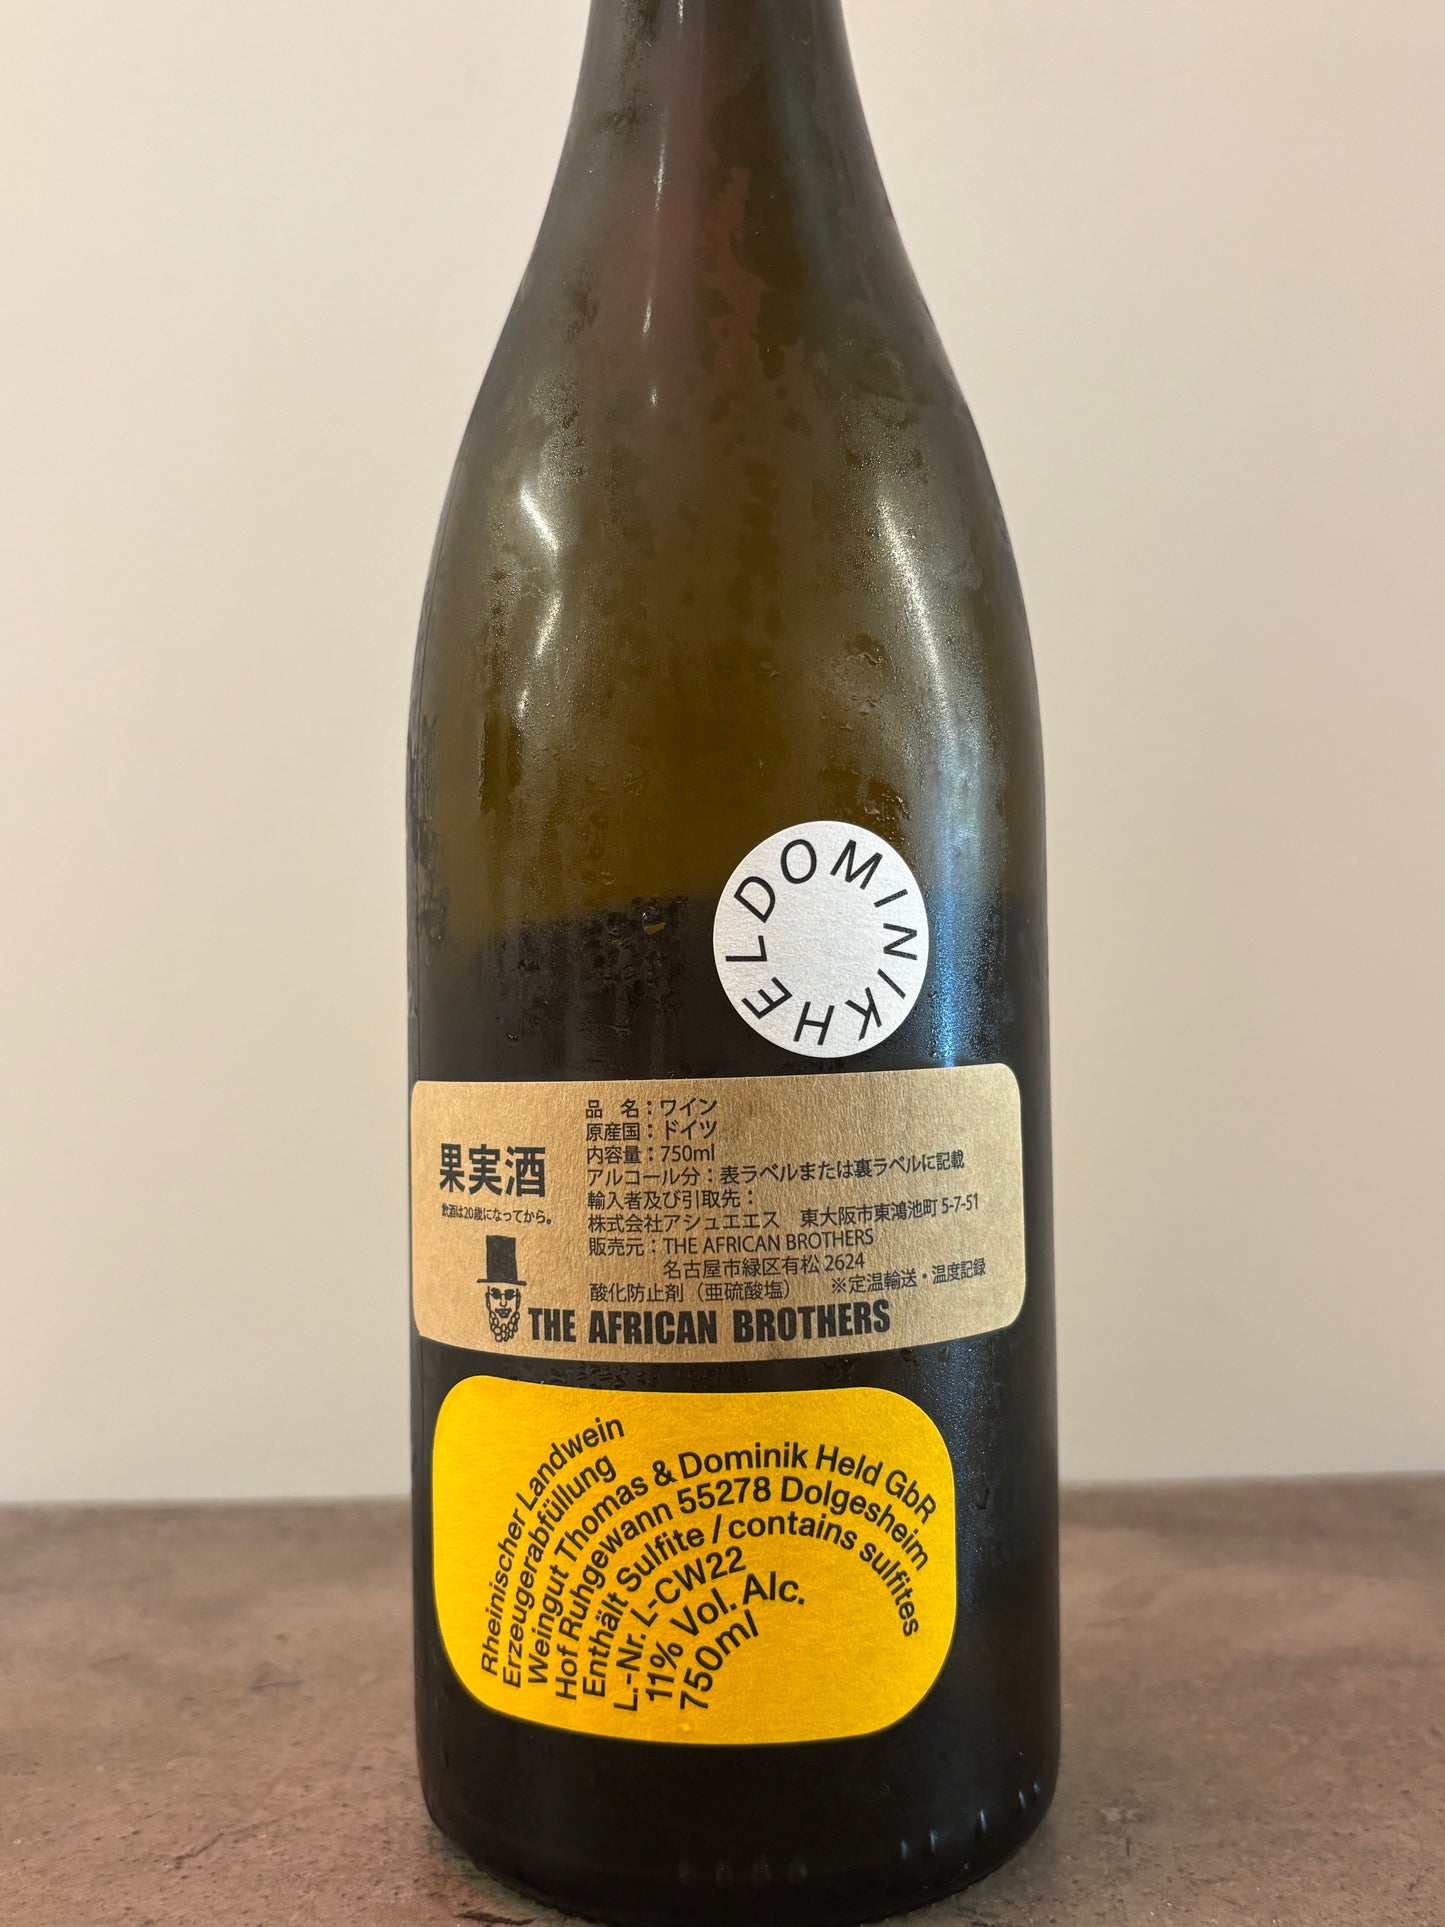 DOMINIKHELD
果実酒
飲酒は20歳になってから。
品 名：ワイン
原産国：ドイツ
内容量：750ml
アルコール分：表ラベルまたは裏ラベルに記載
輸入者及び引取先：
株式会社アシュエエス 東大阪市東鴻池町 5-7-51
販売元：THE AFRICAN BROTHERS
名古屋市緑区有松 2624
酸化防止剤（亜硫酸塩） ※定温輸送・温度記録
THE AFRICAN BROTHERS
Rheinischer Landwein
Erzeugerabfüllung
Weingut Thomas & Dominik Held GbR
Hof Ruhgewann 55278 Dolgesheim
Enthält Sulfite / contains sulfites
L.-Nr. L-CW22
11% Vol. Alc.
750ml